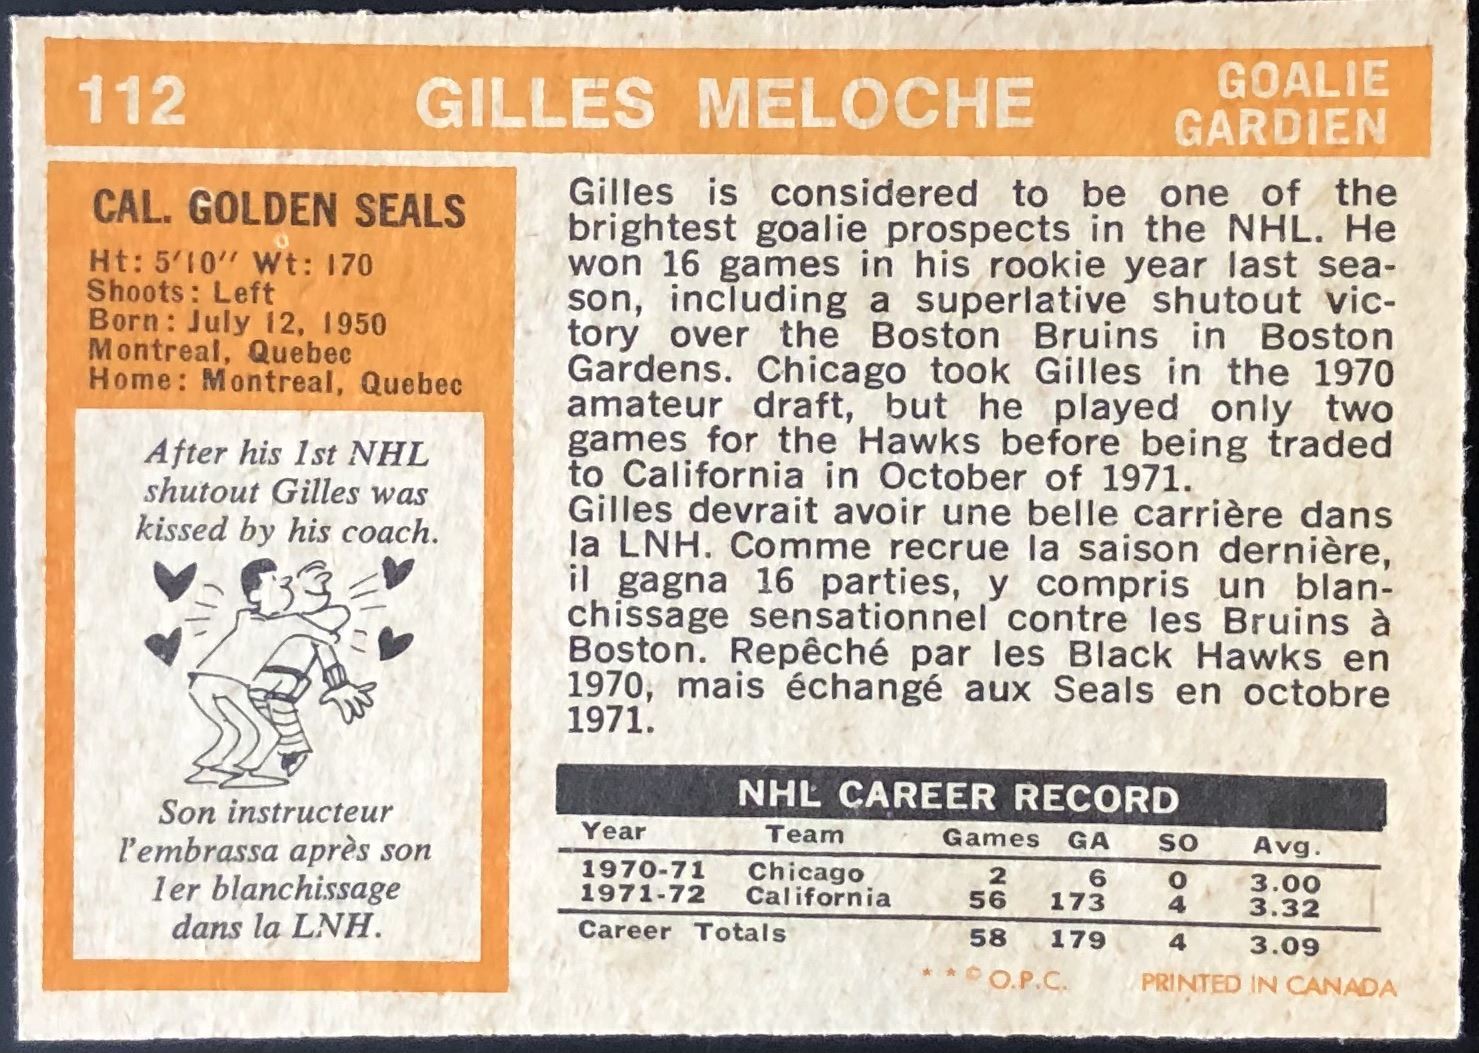 112 GILLES MELOCHE GOALIE
GARDIEN
CAL. GOLDEN SEALS
Ht: 5'10" Wt: 170
Shoots: Left
Born: July 12, 1950
Montreal, Quebec
Home: Montreal, Quebec
After his 1st NHL
shutout Gilles was
kissed by his coach.
Son instructeur
l'embrassa après son
1er blanchissage
dans la LNH.
Gilles is considered to be one of the
brightest goalie prospects in the NHL. He
won 16 games in his rookie year last sea-
son, including a superlative shutout vic-
tory over the Boston Bruins in Boston
Gardens. Chicago took Gilles in the 1970
amateur draft, but he played only two
games for the Hawks before being traded
to California in October of 1971.
Gilles devrait avoir une belle carrière dans
la LNH. Comme recrue la saison dernière,
il gagna 16 parties, y compris un blan-
chissage sensationnel contre les Bruins à
Boston. Repêché par les Black Hawks en
1970, mais échangé aux Seals en octobre
1971.
NHL CAREER RECORD
Year Team Games GA SO Avg.
1970-71 Chicago 2 6 0 3.00
1971-72 California 56 173 4 3.32
Career Totals 58 179 4 3.09
* * © O.P.C. PRINTED IN CANADA